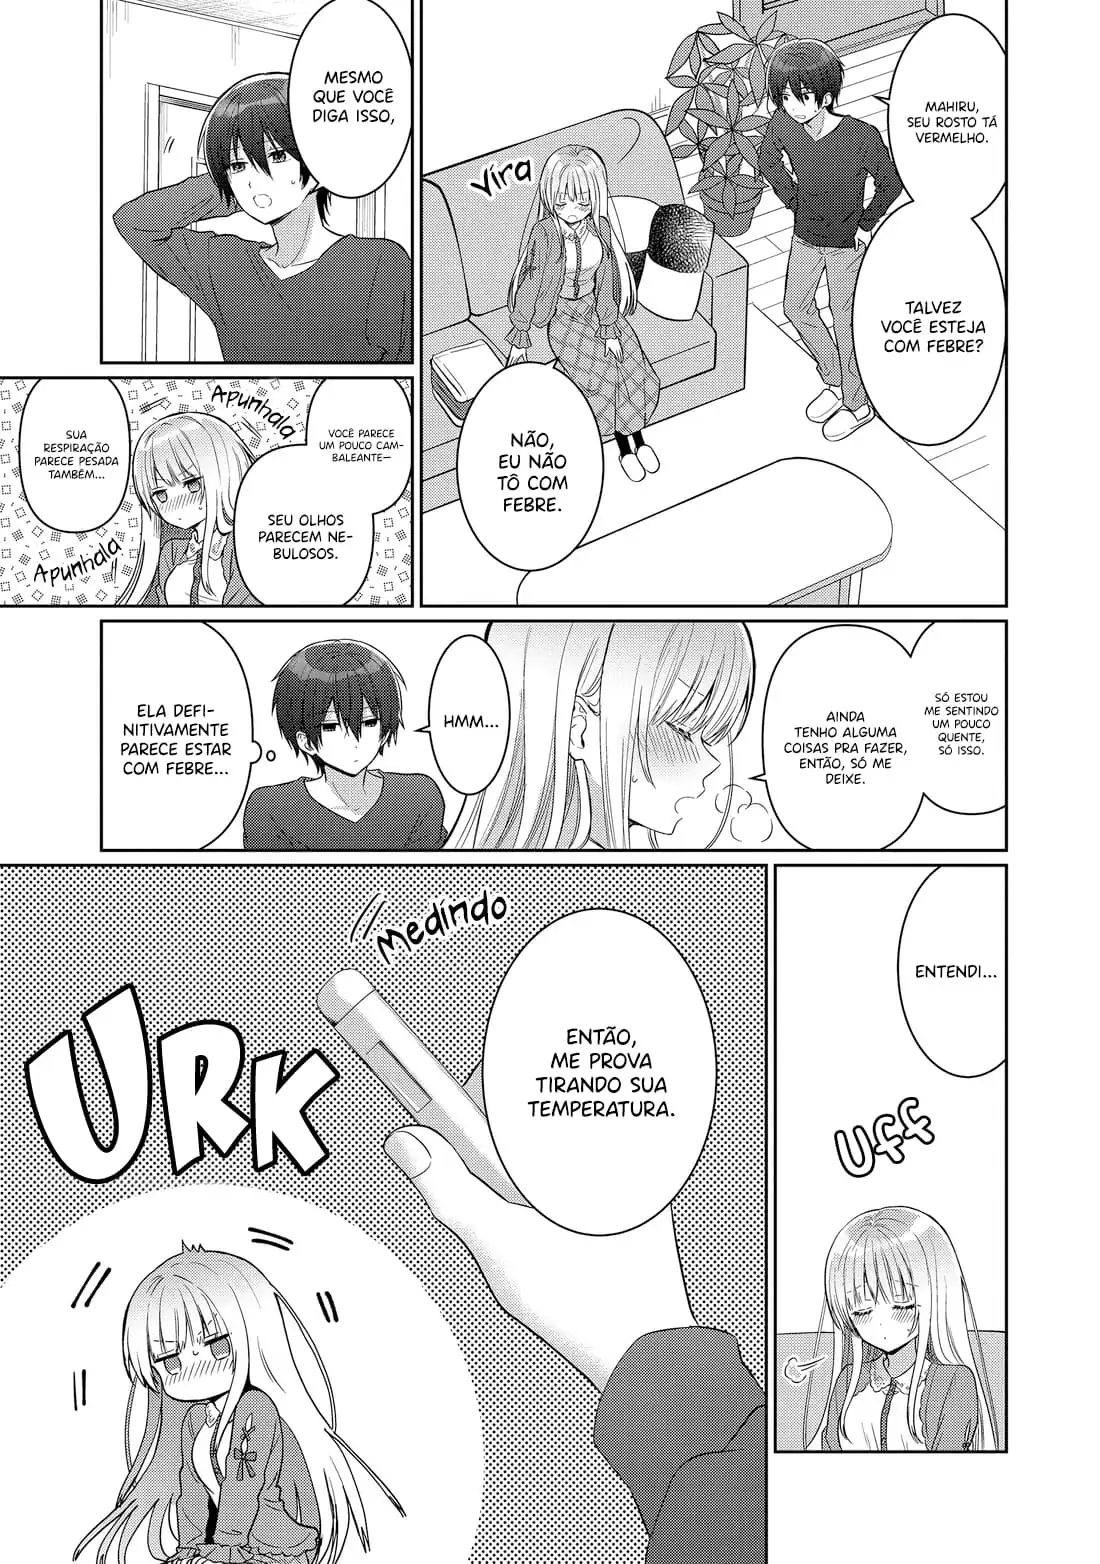 MAHIRU,
SEU ROSTO TÁ
VERMELHO.
TALVEZ
VOCÊ ESTEJA
COM FEBRE?
Vira
NÃO,
EU NÃO
TÔ COM
FEBRE.
MESMO
QUE VOCÊ
DIGA ISSO,
VOCÊ PARECE
UM POUCO CAM-
BALEANTE—
SEU OLHOS
PARECEM NE-
BULOSOS.
Apunhala
SUA
RESPIRAÇÃO
PARECE PESADA
TAMBÉM...
Apunhala
SÓ ESTOU
ME SENTINDO
UM POUCO
QUENTE,
SÓ ISSO.
AINDA
TENHO ALGUMA
COISAS PRA FAZER,
ENTÃO, SÓ ME
DEIXE.
HMM...
ELA DEFI-
NITIVAMENTE
PARECE ESTAR
COM FEBRE...
ENTENDI...
Uff
ENTÃO,
ME PROVA
TIRANDO SUA
TEMPERATURA.
Medindo
URK